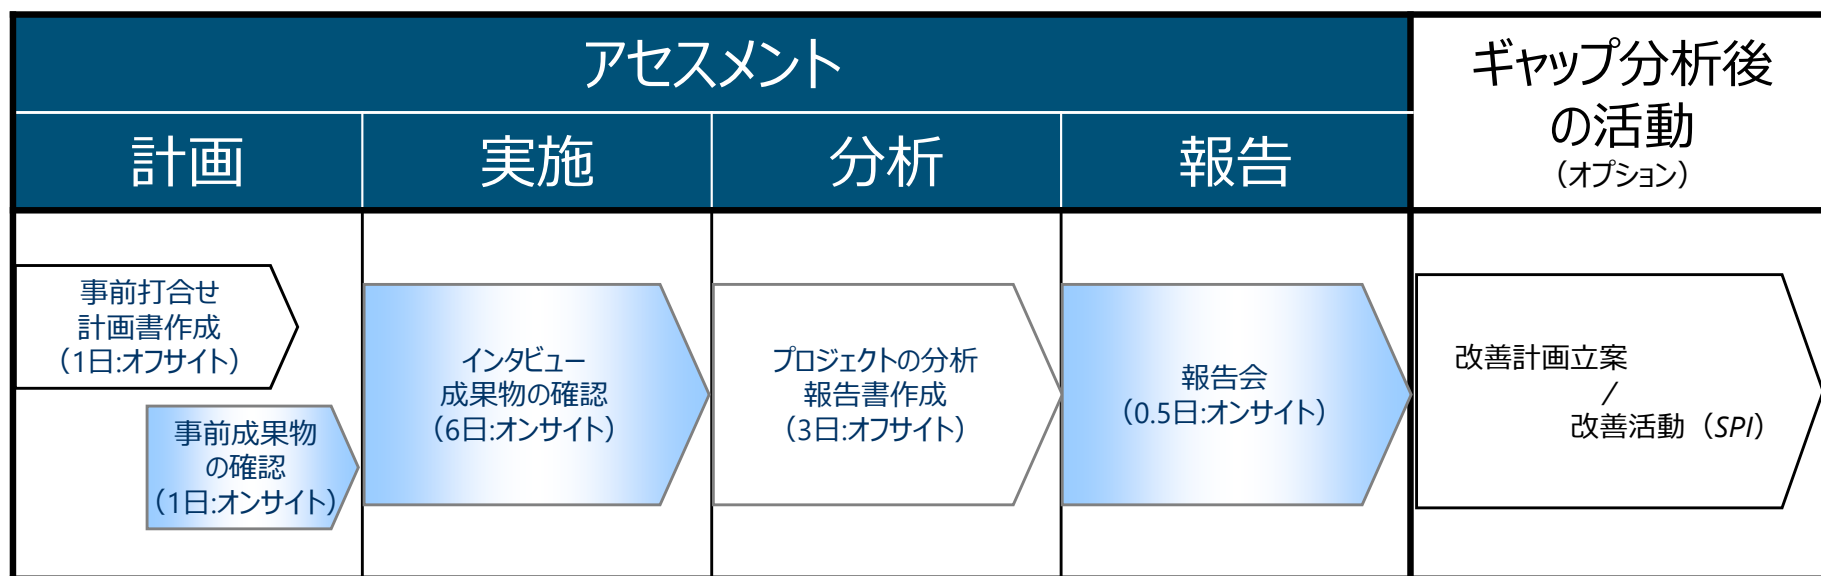 アセスメント
ギャップ分析後
の活動
（オプション）
計画
実施
分析
報告
事前打合せ
計画書作成
（1日:オフサイト）
事前成果物
の確認
（1日:オンサイト）
インタビュー
成果物の確認
（6日:オンサイト）
プロジェクトの分析
報告書作成
（3日:オフサイト）
報告会
（0.5日:オンサイト）
改善計画立案
/
改善活動（SPI）